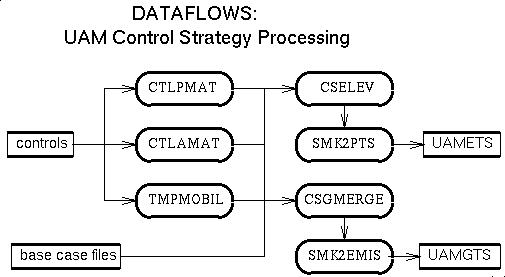 DATAFLOWS:
UAM Control Strategy Processing
CTLPMAT
CSELEV
controls
CTLAMAT
SMK2PTS
UAMETS
TMPMOBIL
CSGMERGE
base case files
SMK2EMIS
UAMGTS